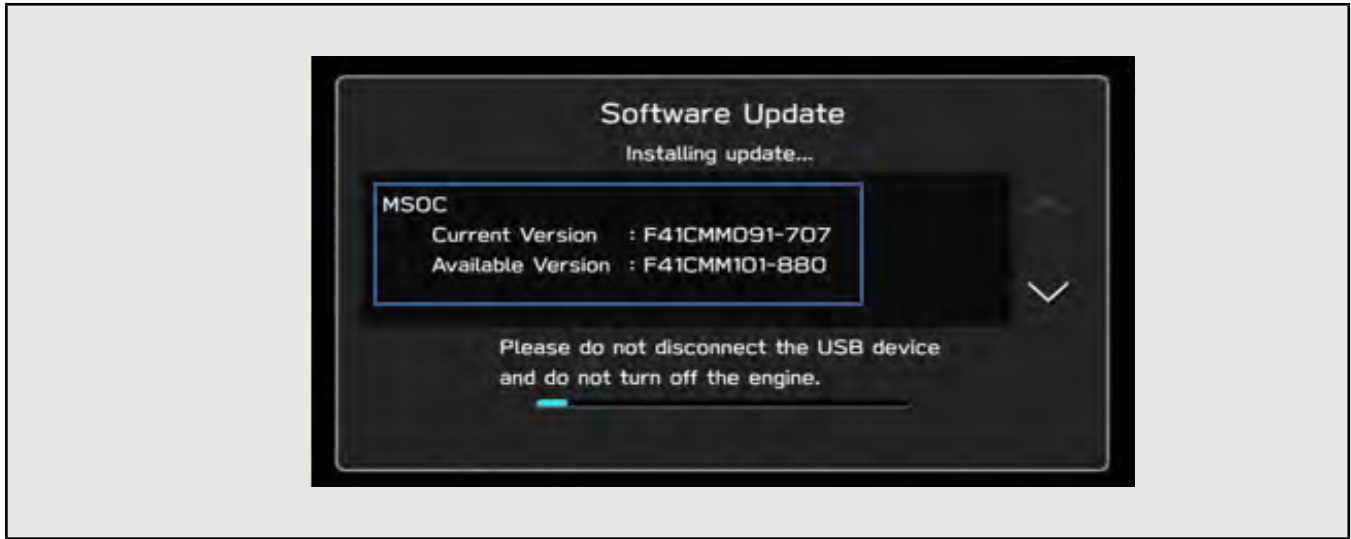 Software Update
Installing update...
MSOC
Current Version : F41CMM091-707
Available Version : F41CMM101-880
Please do not disconnect the USB device
and do not turn off the engine.